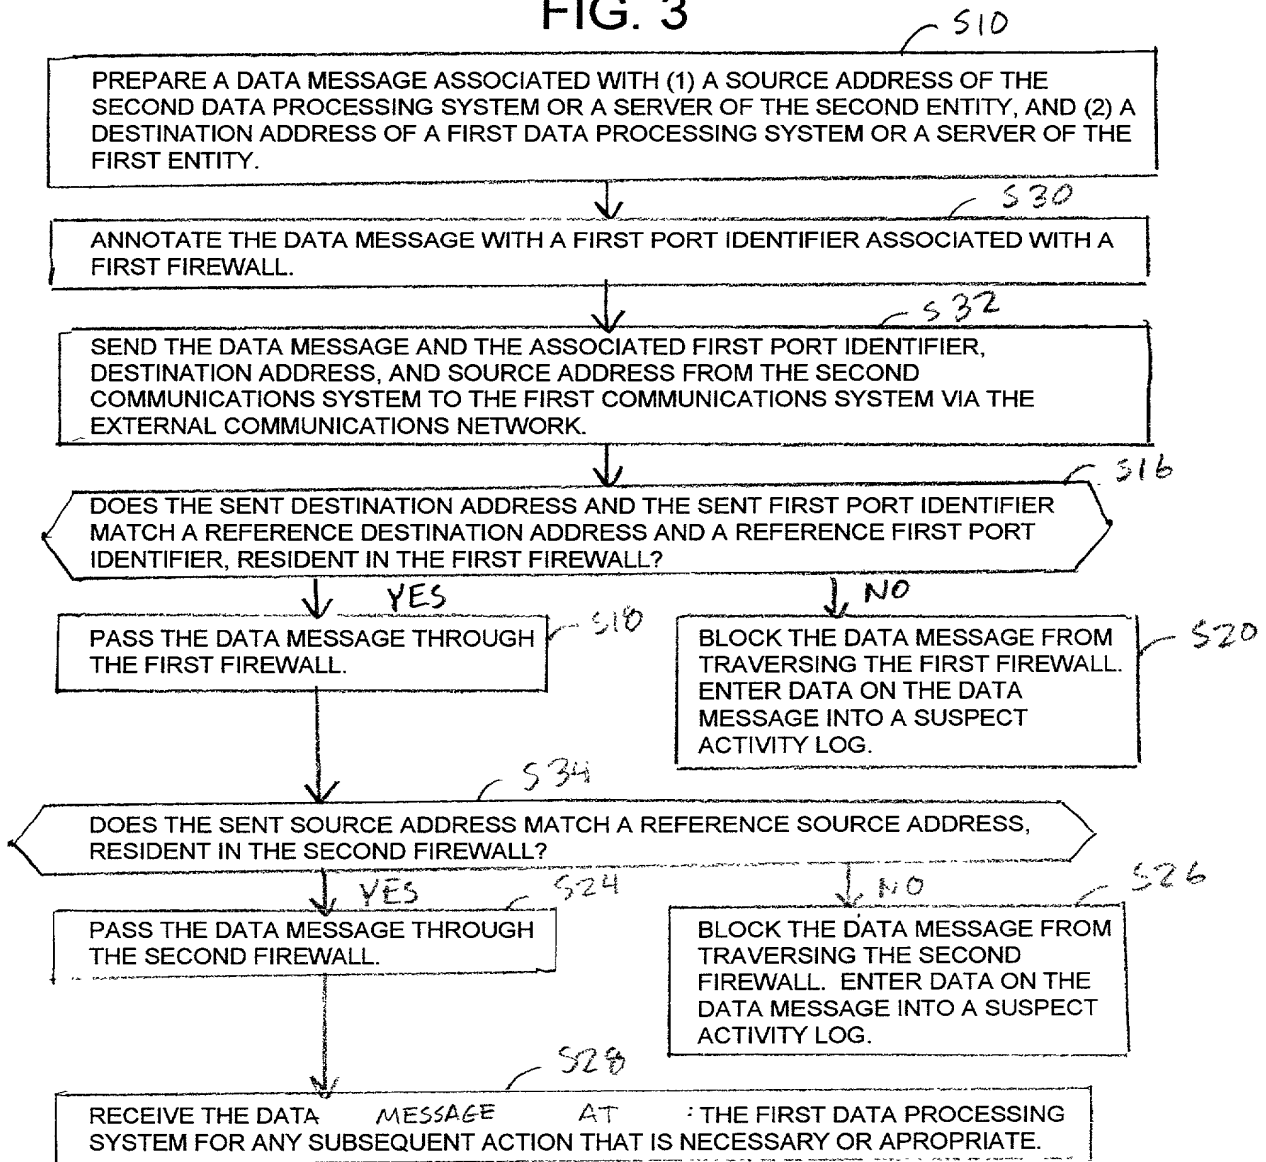 FIG. 3
S10
PREPARE A DATA MESSAGE ASSOCIATED WITH (1) A SOURCE ADDRESS OF THE
SECOND DATA PROCESSING SYSTEM OR A SERVER OF THE SECOND ENTITY, AND (2) A
DESTINATION ADDRESS OF A FIRST DATA PROCESSING SYSTEM OR A SERVER OF THE
FIRST ENTITY.
S30
ANNOTATE THE DATA MESSAGE WITH A FIRST PORT IDENTIFIER ASSOCIATED WITH A
FIRST FIREWALL.
S32
SEND THE DATA MESSAGE AND THE ASSOCIATED FIRST PORT IDENTIFIER,
DESTINATION ADDRESS, AND SOURCE ADDRESS FROM THE SECOND
COMMUNICATIONS SYSTEM TO THE FIRST COMMUNICATIONS SYSTEM VIA THE
EXTERNAL COMMUNICATIONS NETWORK.
S16
DOES THE SENT DESTINATION ADDRESS AND THE SENT FIRST PORT IDENTIFIER
MATCH A REFERENCE DESTINATION ADDRESS AND A REFERENCE FIRST PORT
IDENTIFIER, RESIDENT IN THE FIRST FIREWALL?
YES
NO
S18
PASS THE DATA MESSAGE THROUGH
THE FIRST FIREWALL.
S20
BLOCK THE DATA MESSAGE FROM
TRAVERSING THE FIRST FIREWALL.
ENTER DATA ON THE DATA
MESSAGE INTO A SUSPECT
ACTIVITY LOG.
S34
DOES THE SENT SOURCE ADDRESS MATCH A REFERENCE SOURCE ADDRESS,
RESIDENT IN THE SECOND FIREWALL?
YES
S24
NO
S26
PASS THE DATA MESSAGE THROUGH
THE SECOND FIREWALL.
BLOCK THE DATA MESSAGE FROM
TRAVERSING THE SECOND
FIREWALL. ENTER DATA ON THE
DATA MESSAGE INTO A SUSPECT
ACTIVITY LOG.
S28
RECEIVE THE DATA MESSAGE AT THE FIRST DATA PROCESSING
SYSTEM FOR ANY SUBSEQUENT ACTION THAT IS NECESSARY OR APROPRIATE.